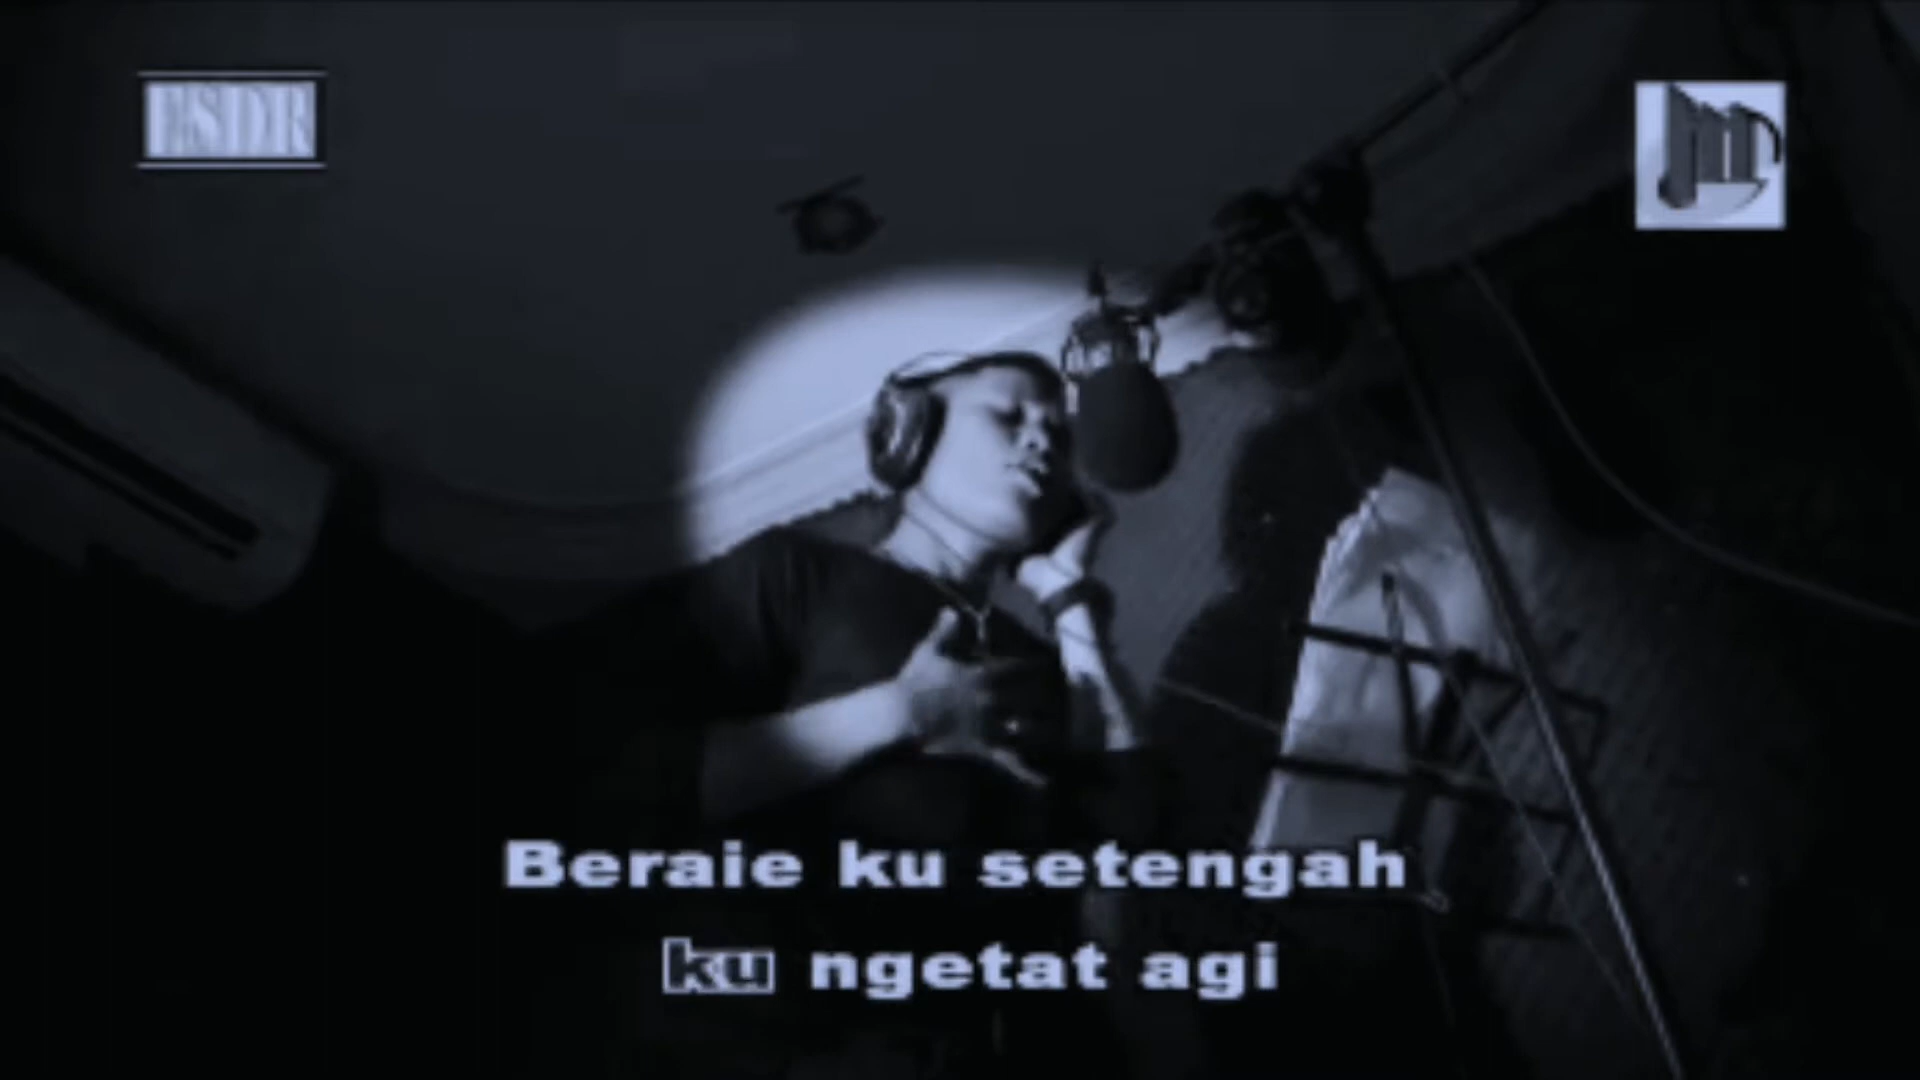 ESDR
Beraie ku setengah
ku ngetat agi